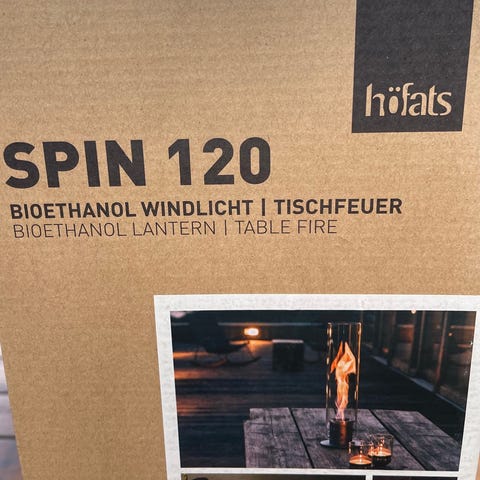 höfats
SPIN 120
BIOETHANOL WINDLICHT | TISCHFEUER
BIOETHANOL LANTERN | TABLE FIRE